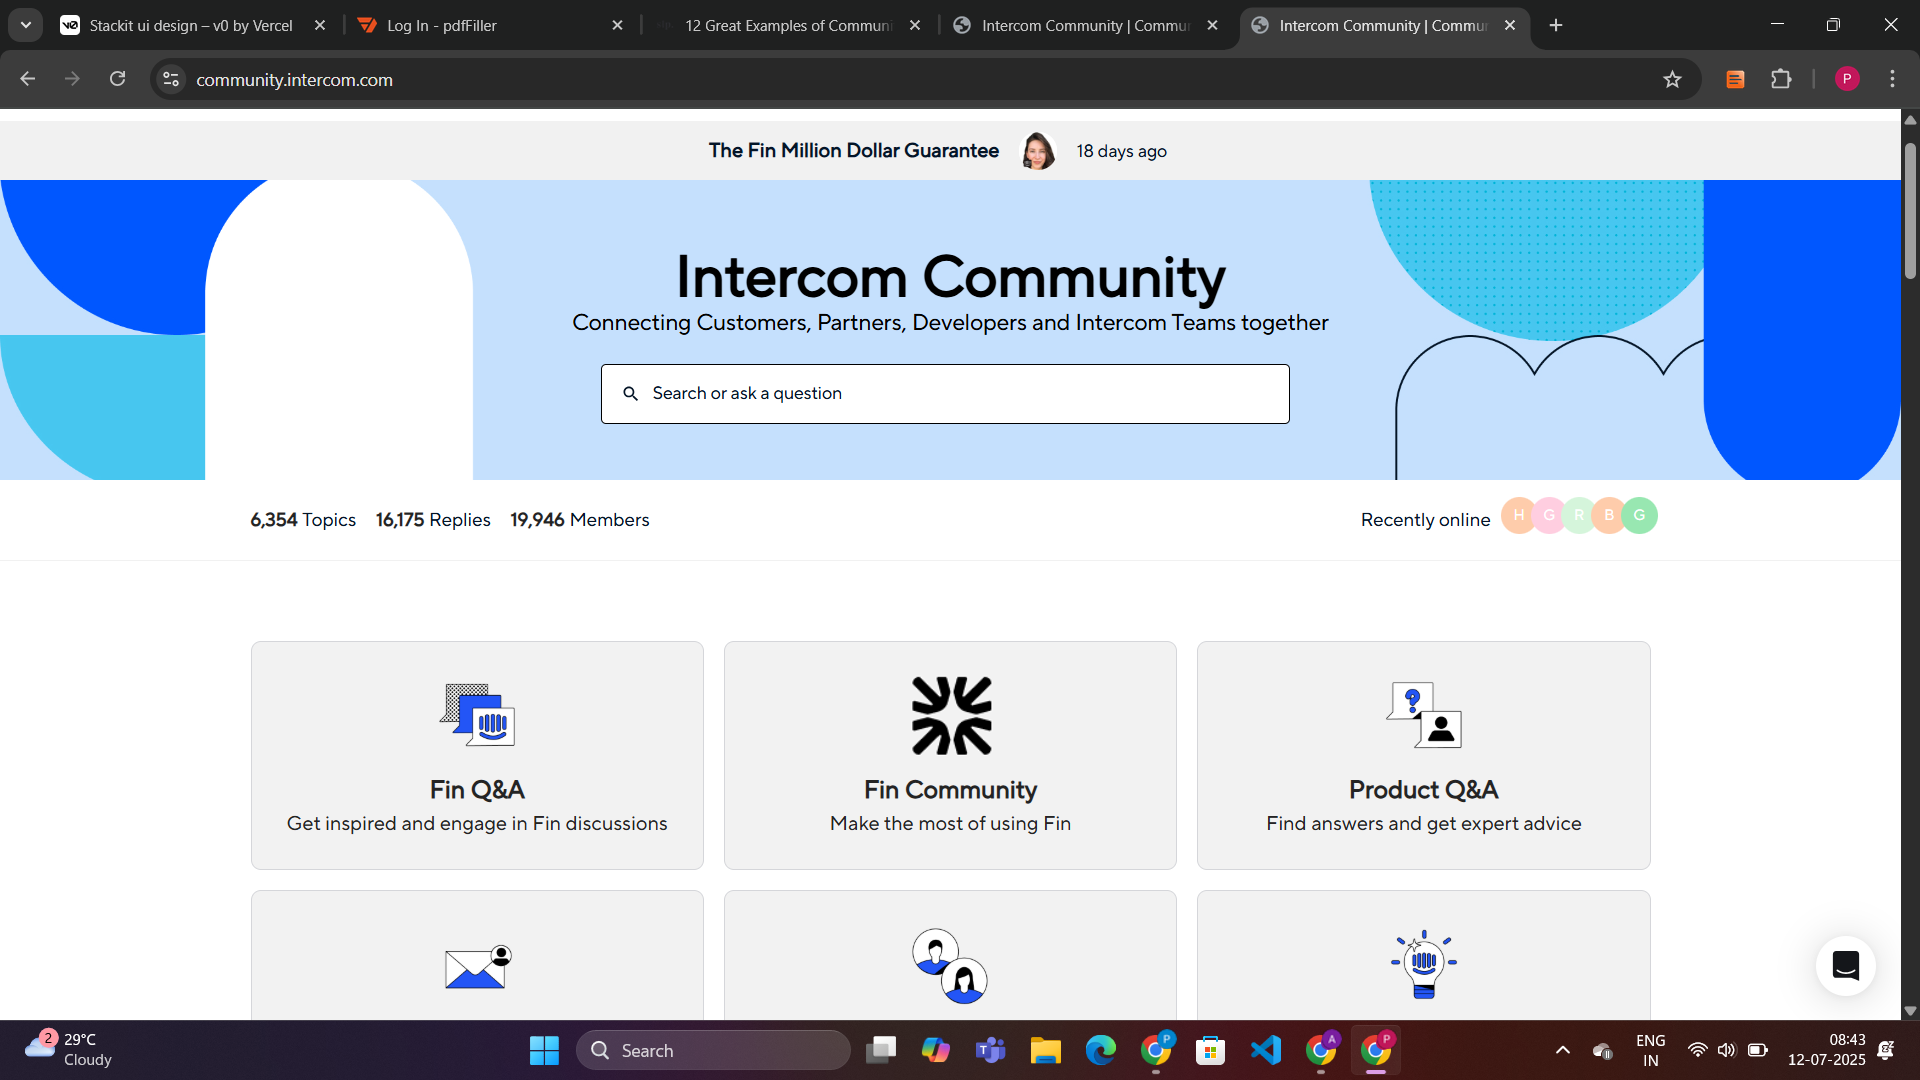 Stackit ui design – v0 by Vercel
Log In - pdfFiller
12 Great Examples of Communi
Intercom Community | Commu
Intercom Community | Commu
community.intercom.com
P
The Fin Million Dollar Guarantee
18 days ago
Intercom Community
Connecting Customers, Partners, Developers and Intercom Teams together
Search or ask a question
6,354 Topics 16,175 Replies 19,946 Members
Recently online
H G R B G
Fin Q&A
Get inspired and engage in Fin discussions
Fin Community
Make the most of using Fin
Product Q&A
Find answers and get expert advice
2
29°C
Cloudy
Search
P
A
P
ENG
IN
08:43
12-07-2025